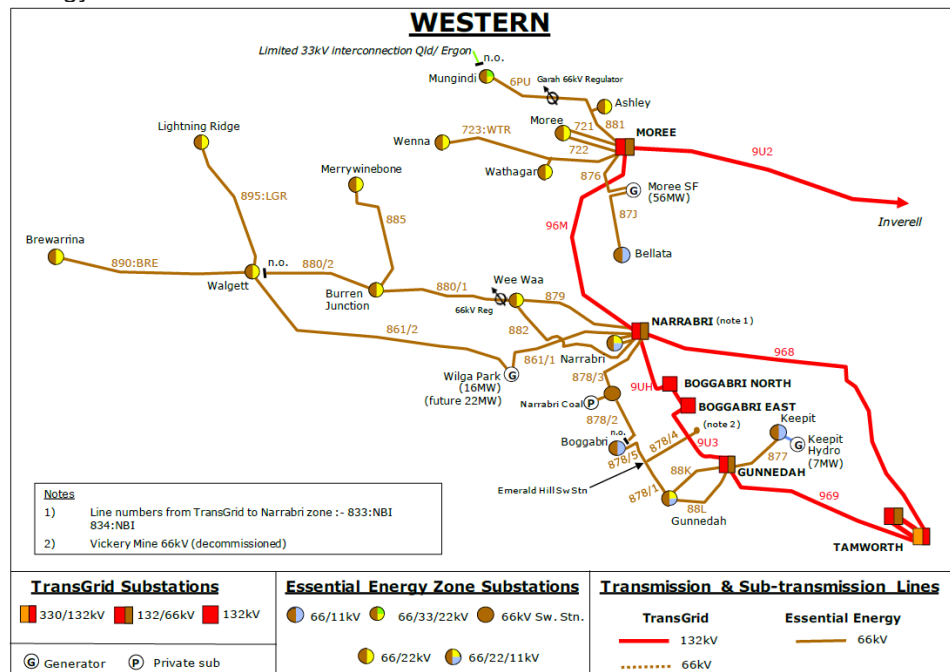 WESTERN
Limited 33kV interconnection Qld/ Ergon
n.o.
Mungindi
6PU
Garah 66kV Regulator
Ashley
Lightning Ridge
Moree
721
881
MOREE
723:WTR
Wenna
722
9U2
Merrywinebone
Wathagar
876
Moree SF
(56MW)
G
895:LGR
885
96M
87J
Inverell
Brewarrina
Bellata
890:BRE
n.o.
880/2
Walgett
Wee Waa
Burren
Junction
880/1
879
66kV Reg
882
NARRABRI (note 1)
861/2
Narrabri
968
861/1
Wilga Park
(16MW)
(future 22MW)
G
878/3
9UH
BOGGABRI NORTH
Narrabri Coal
P
BOGGABRI EAST
878/2
Keepit
(note 2)
n.o.
Boggabri
878/4
9U3
G
Keepit
Hydro
(7MW)
878/5
877
88K
GUNNEDAH
Emerald Hill Sw Stn
878/1
88L
969
Gunnedah
TAMWORTH
Notes
1) Line numbers from TransGrid to Narrabri zone :- 833:NBI
834:NBI
2) Vickery Mine 66kV (decommissioned)
TransGrid Substations
330/132kV
132/66kV
132kV
G Generator
P Private sub
Essential Energy Zone Substations
66/11kV
66/33/22kV
66kV Sw. Stn.
66/22kV
66/22/11kV
Transmission & Sub-transmission Lines
TransGrid
Essential Energy
132kV
66kV
66kV